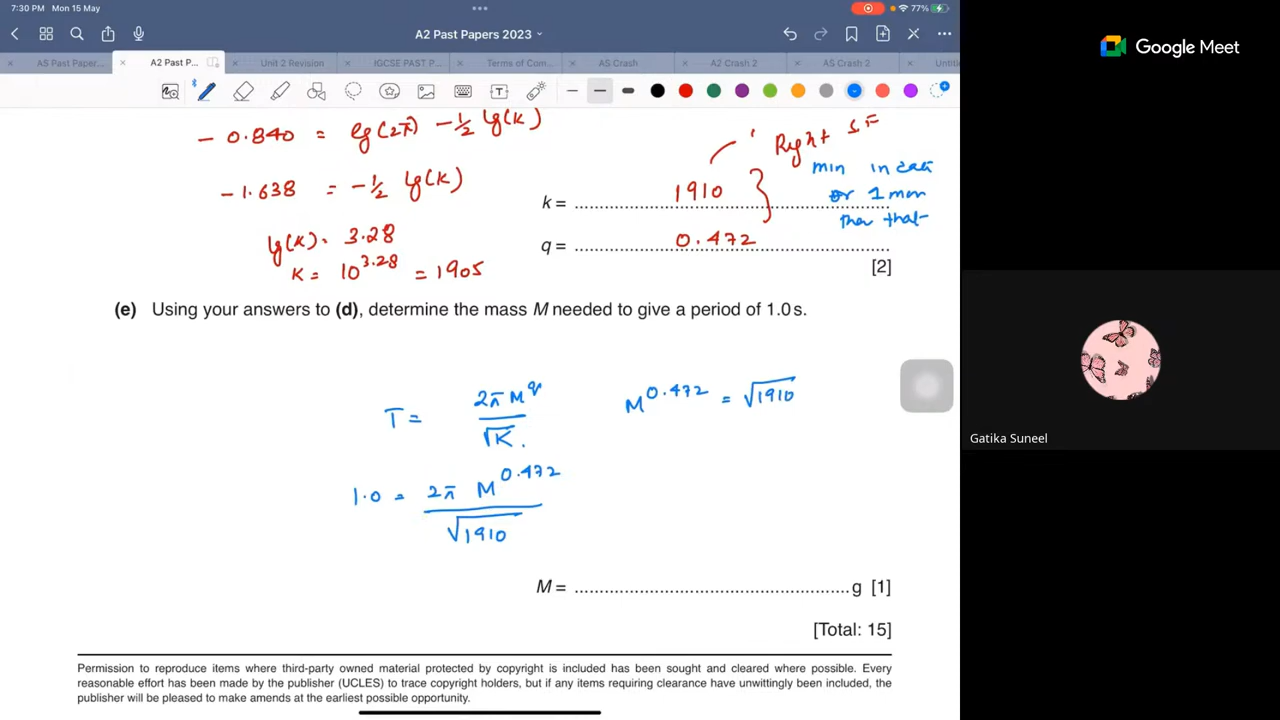 7:30 PM Mon 15 May
77%
A2 Past Papers 2023
AS Past Paper...
A2 Past P...
Unit 2 Revision
IGCSE PAST P...
Terms of Com...
AS Crash
A2 Crash 2
AS Crash 2
Untitl
Google Meet
- 0.840 = lg(2π) - 1/2 lg(K)
Right SF
min in cal
or 1 more
then that
- 1.638 = - 1/2 lg(K)
k = 1910
lg(K) = 3.28
q = 0.472
K = 10^3.28 = 1905
[2]
(e) Using your answers to (d), determine the mass M needed to give a period of 1.0 s.
T = 2π M^q / √K.
M^0.472 = √1910
1.0 = 2π M^0.472 / √1910
M = g [1]
[Total: 15]
Permission to reproduce items where third-party owned material protected by copyright is included has been sought and cleared where possible. Every
reasonable effort has been made by the publisher (UCLES) to trace copyright holders, but if any items requiring clearance have unwittingly been included, the
publisher will be pleased to make amends at the earliest possible opportunity.
Gatika Suneel